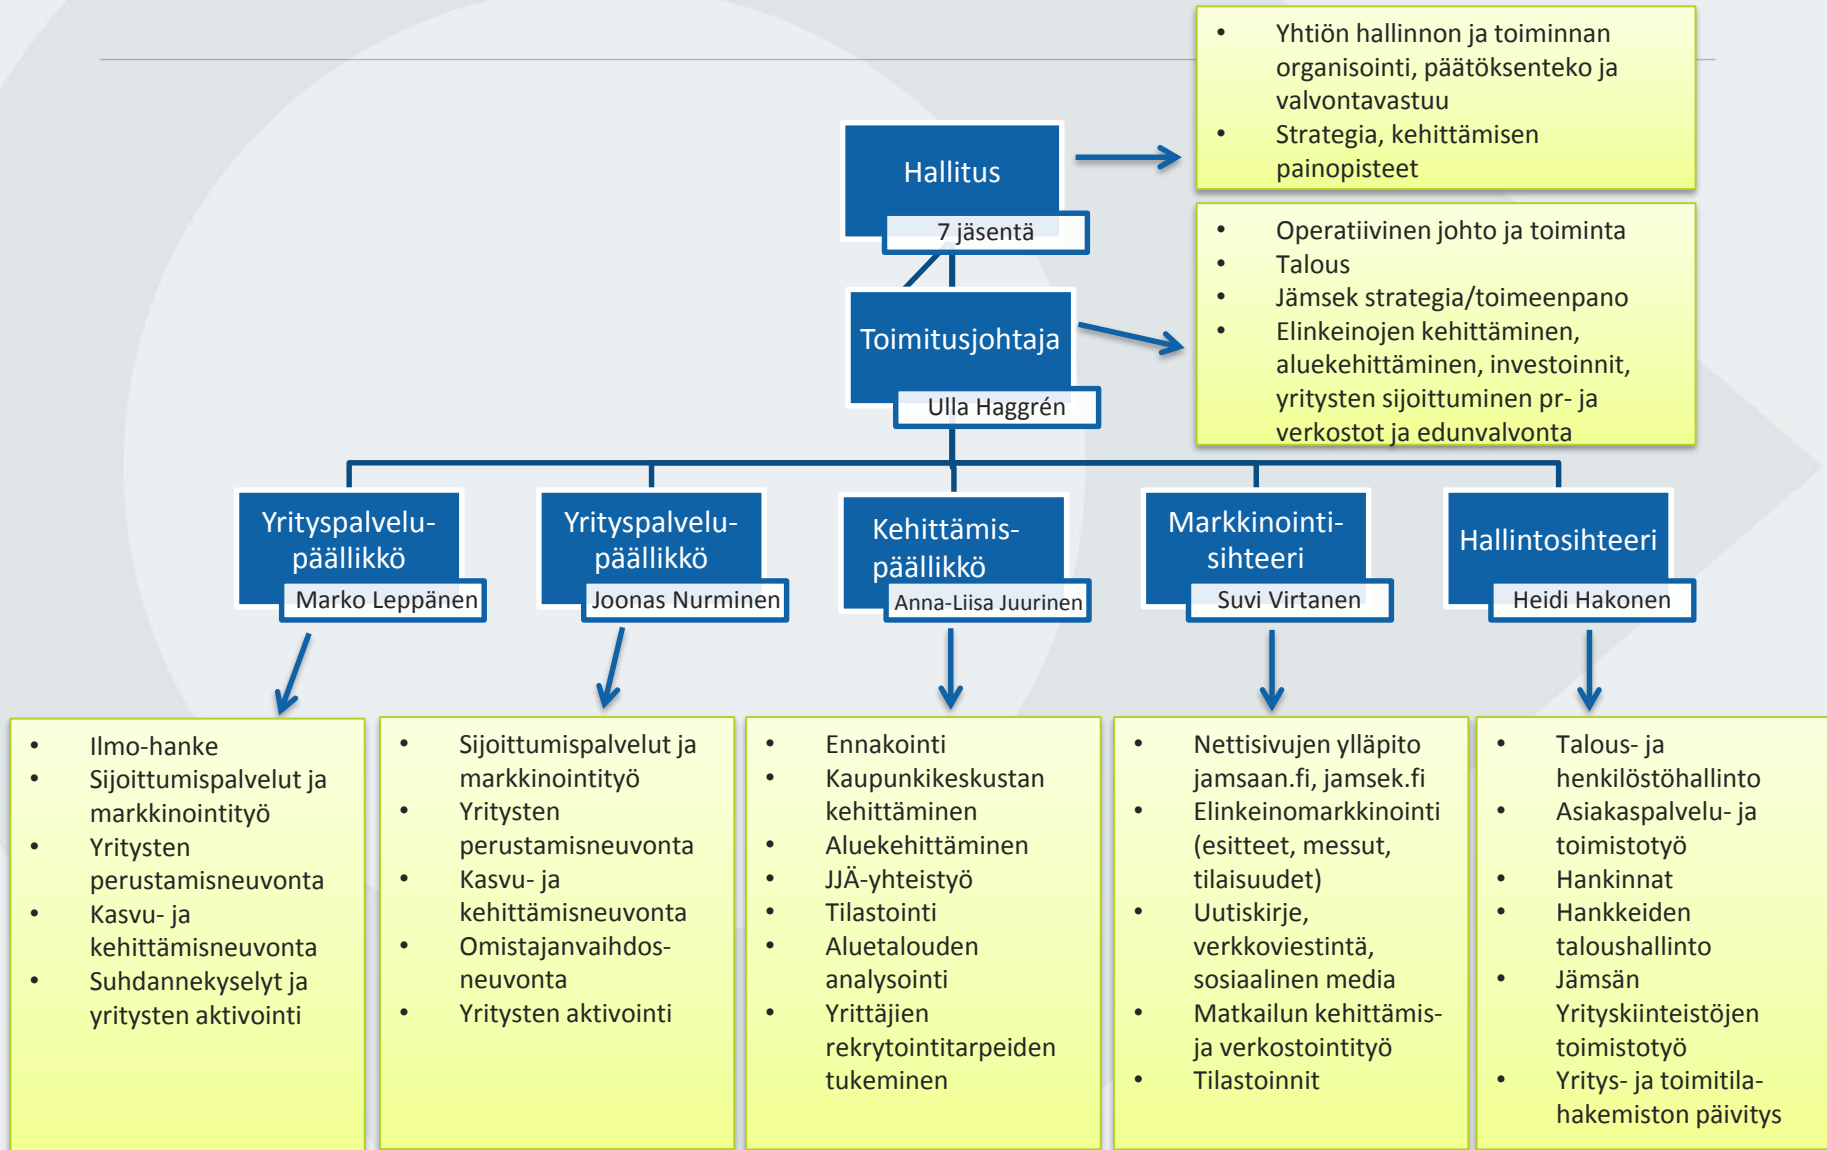 • Yhtiön hallinnon ja toiminnan
organisointi, päätöksenteko ja
valvontavastuu
• Strategia, kehittämisen
painopisteet
Hallitus
7 jäsentä
• Operatiivinen johto ja toiminta
• Talous
• Jämsek strategia/toimeenpano
• Elinkeinojen kehittäminen,
aluekehittäminen, investoinnit,
yritysten sijoittuminen pr- ja
verkostot ja edunvalvonta
Toimitusjohtaja
Ulla Haggrén
Yrityspalvelu-
päällikkö
Marko Leppänen
Yrityspalvelu-
päällikkö
Joonas Nurminen
Kehittämis-
päällikkö
Anna-Liisa Juurinen
Markkinointi-
sihteeri
Suvi Virtanen
Hallintosihteeri
Heidi Hakonen
• Ilmo-hanke
• Sijoittumispalvelut ja
markkinointityö
• Yritysten
perustamisneuvonta
• Kasvu- ja
kehittämisneuvonta
• Suhdannekyselyt ja
yritysten aktivointi
• Sijoittumispalvelut ja
markkinointityö
• Yritysten
perustamisneuvonta
• Kasvu- ja
kehittämisneuvonta
• Omistajanvaihdos-
neuvonta
• Yritysten aktivointi
• Ennakointi
• Kaupunkikeskustan
kehittäminen
• Aluekehittäminen
• JJÄ-yhteistyö
• Tilastointi
• Aluetalouden
analysointi
• Yrittäjien
rekrytointitarpeiden
tukeminen
• Nettisivujen ylläpito
jamsaan.fi, jamsek.fi
• Elinkeinomarkkinointi
(esitteet, messut,
tilaisuudet)
• Uutiskirje,
verkkoviestintä,
sosiaalinen media
• Matkailun kehittämis-
ja verkostointityö
• Tilastoinnit
• Talous- ja
henkilöstöhallinto
• Asiakaspalvelu- ja
toimistotyö
• Hankinnat
• Hankkeiden
taloushallinto
• Jämsän
Yrityskiinteistöjen
toimistotyö
• Yritys- ja toimitila-
hakemiston päivitys